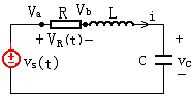 Va R Vb L i
+ VR(t) −
+
vs(t) C vC
−